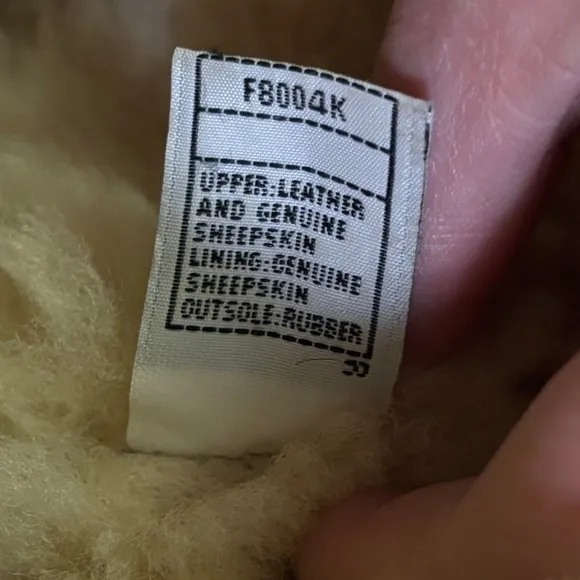 F8004K
UPPER:LEATHER
AND GENUINE
SHEEPSKIN
LINING:GENUINE
SHEEPSKIN
OUTSOLE:RUBBER